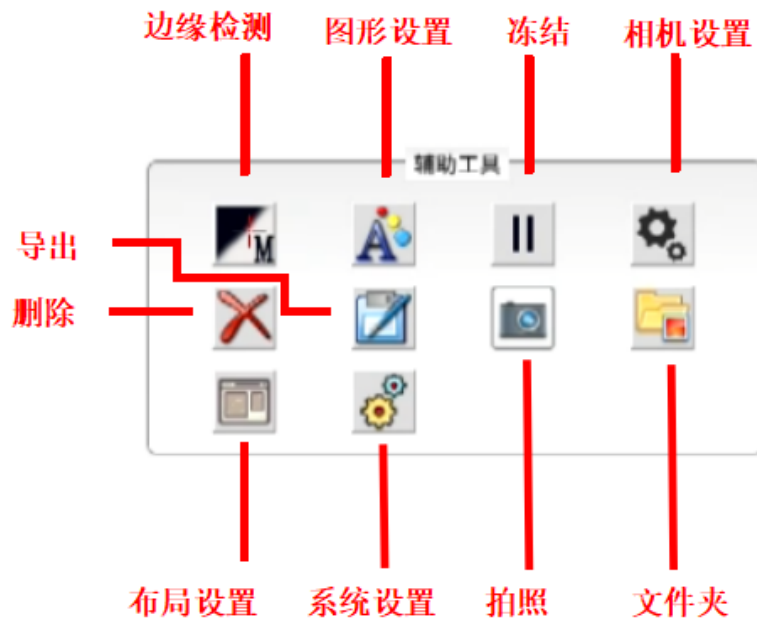 边缘检测 图形设置 冻结 相机设置
辅助工具
M A
导出
删除
布局设置 系统设置 拍照 文件夹